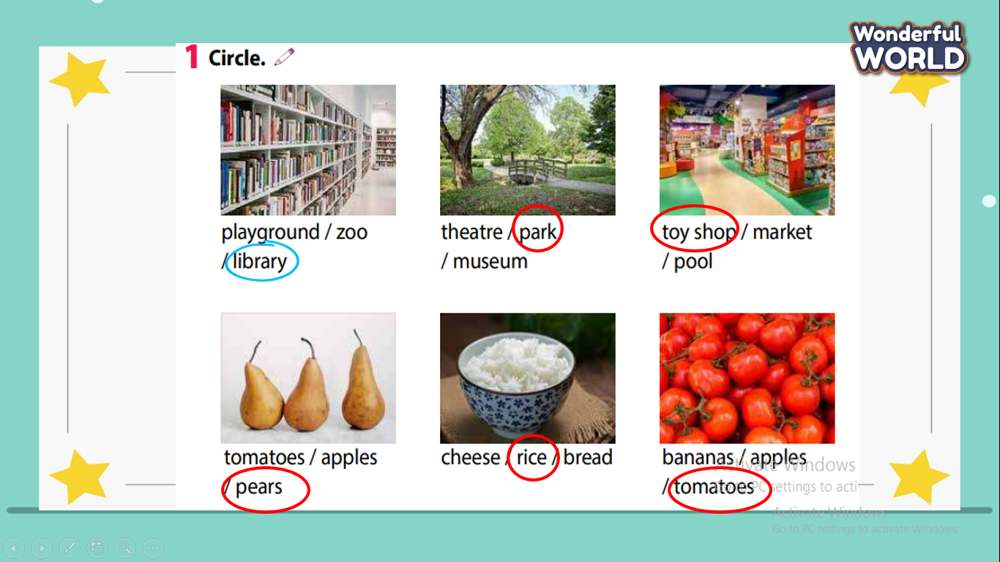 Wonderful
WORLD
1 Circle.
playground / zoo
/ library
theatre / park
/ museum
toy shop / market
/ pool
tomatoes / apples
/ pears
cheese / rice / bread
bananas / apples
/ tomatoes
Activate Windows
Go to PC settings to acti
Activate Windows
Go to PC settings to activate Windows.